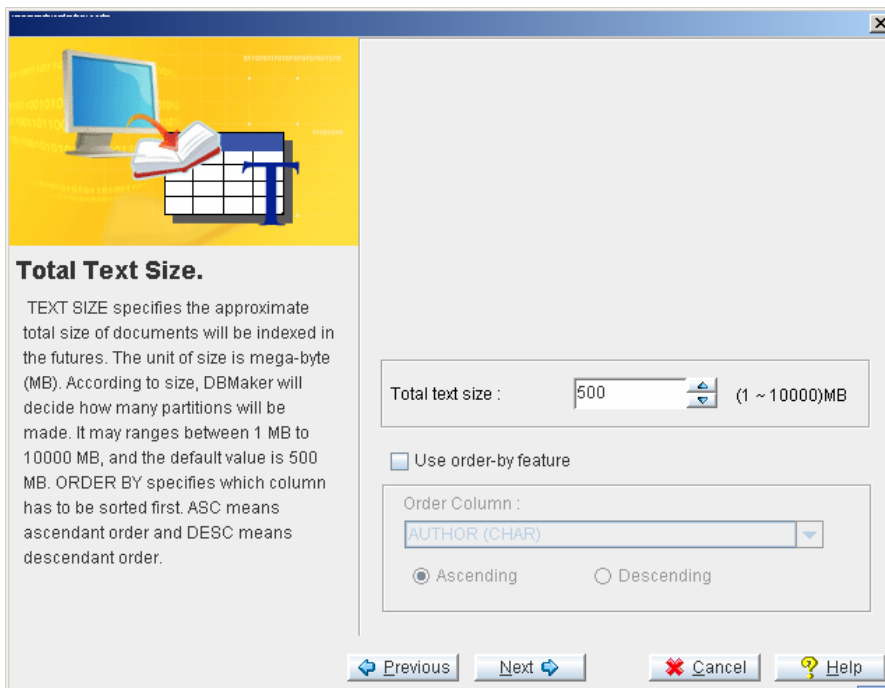 Total Text Size.
TEXT SIZE specifies the approximate
total size of documents will be indexed in
the futures. The unit of size is mega-byte
(MB). According to size, DBMaker will
decide how many partitions will be
made. It may ranges between 1 MB to
10000 MB, and the default value is 500
MB. ORDER BY specifies which column
has to be sorted first. ASC means
ascendant order and DESC means
descendant order.
Total text size : 500 (1 ~ 10000)MB
Use order-by feature
Order Column :
AUTHOR (CHAR)
Ascending Descending
Previous Next Cancel Help
T